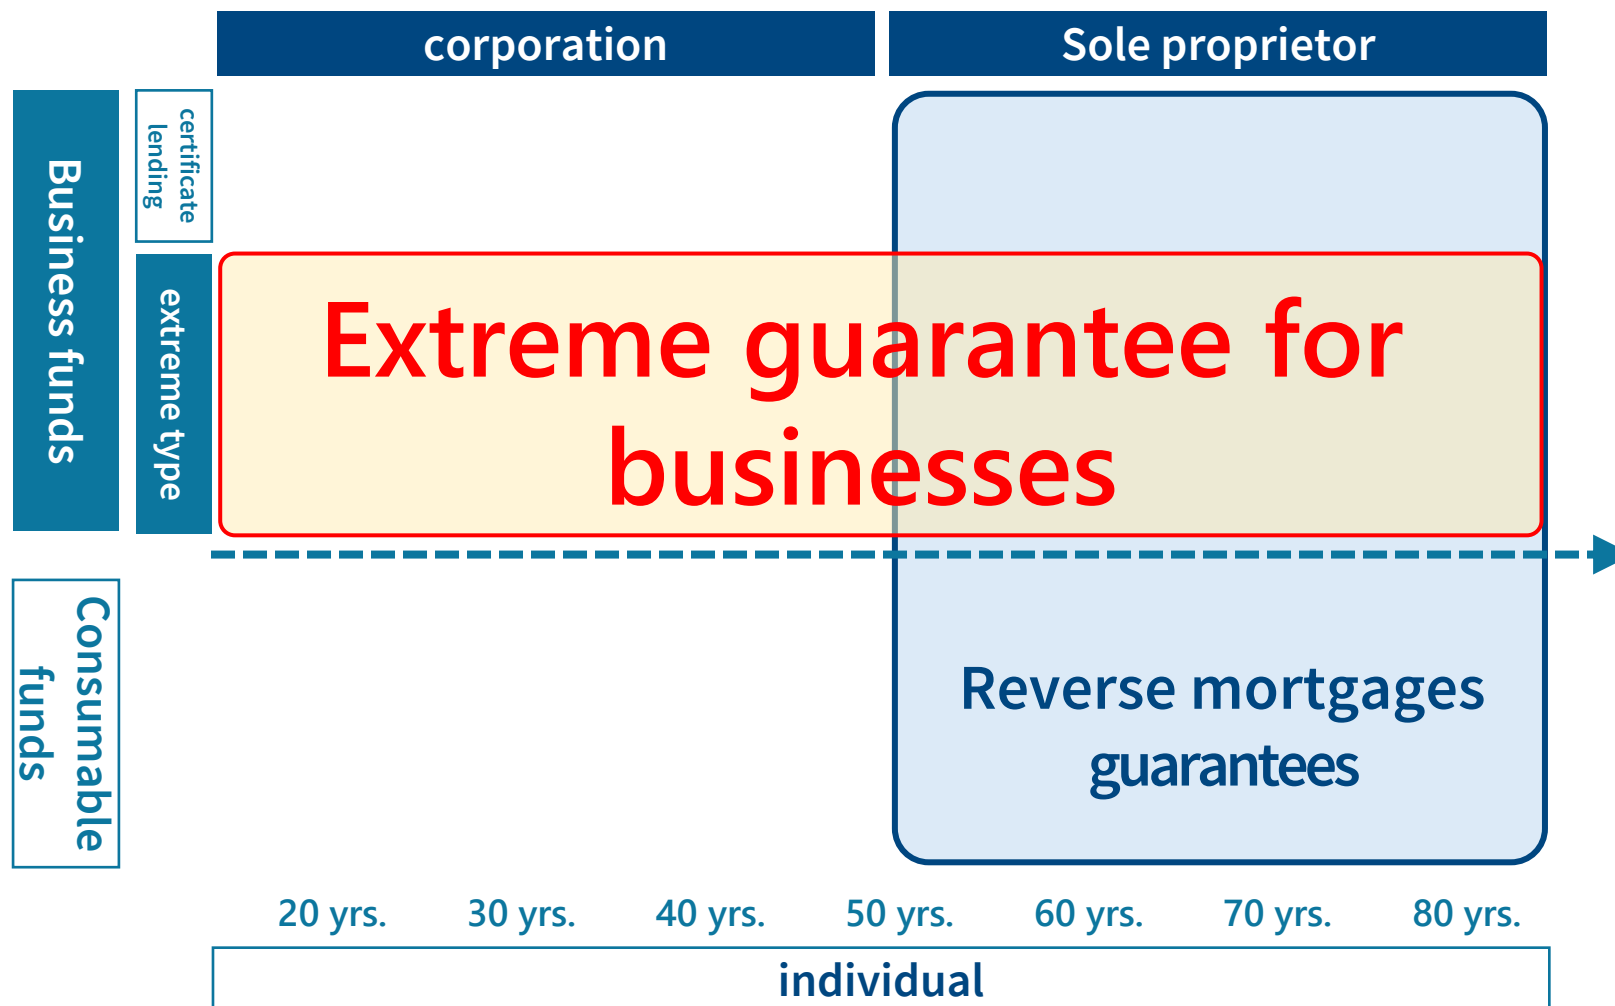 corporation
Sole proprietor
Business funds
certificate
lending
extreme type
Extreme guarantee for
businesses
Consumable
funds
Reverse mortgages
guarantees
20 yrs.
30 yrs.
40 yrs.
50 yrs.
60 yrs.
70 yrs.
80 yrs.
individual